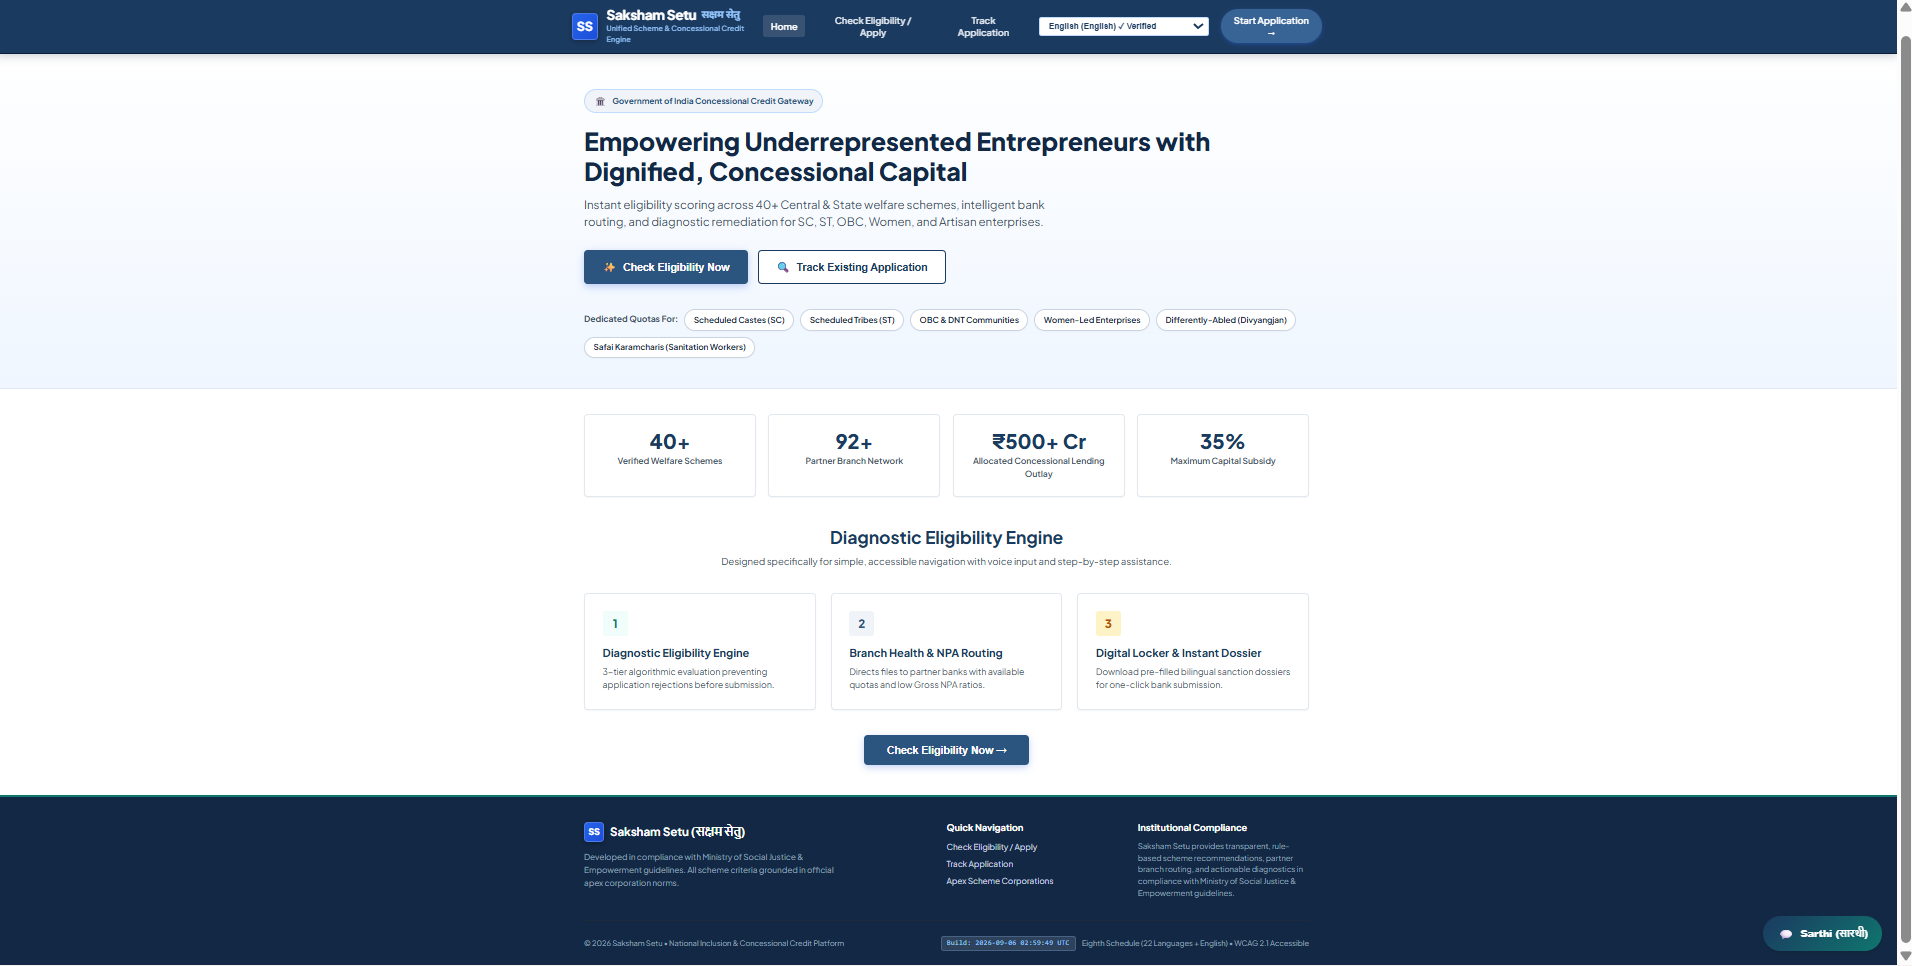 SS
Saksham Setu सक्षम सेतु
Unified Scheme & Concessional Credit
Engine
Home
Check Eligibility /
Apply
Track
Application
English (English) ✓ Verified
Start Application
→
Government of India Concessional Credit Gateway
Empowering Underrepresented Entrepreneurs with
Dignified, Concessional Capital
Instant eligibility scoring across 40+ Central & State welfare schemes, intelligent bank
routing, and diagnostic remediation for SC, ST, OBC, Women, and Artisan enterprises.
Check Eligibility Now
Track Existing Application
Dedicated Quotas For:
Scheduled Castes (SC)
Scheduled Tribes (ST)
OBC & DNT Communities
Women-Led Enterprises
Differently-Abled (Divyangjan)
Safai Karamcharis (Sanitation Workers)
40+
Verified Welfare Schemes
92+
Partner Branch Network
₹500+ Cr
Allocated Concessional Lending
Outlay
35%
Maximum Capital Subsidy
Diagnostic Eligibility Engine
Designed specifically for simple, accessible navigation with voice input and step-by-step assistance.
1
Diagnostic Eligibility Engine
3-tier algorithmic evaluation preventing
application rejections before submission.
2
Branch Health & NPA Routing
Directs files to partner banks with available
quotas and low Gross NPA ratios.
3
Digital Locker & Instant Dossier
Download pre-filled bilingual sanction dossiers
for one-click bank submission.
Check Eligibility Now →
SS
Saksham Setu (सक्षम सेतु)
Developed in compliance with Ministry of Social Justice &
Empowerment guidelines. All scheme criteria grounded in official
apex corporation norms.
Quick Navigation
Check Eligibility / Apply
Track Application
Apex Scheme Corporations
Institutional Compliance
Saksham Setu provides transparent, rule-
based scheme recommendations, partner
branch routing, and actionable diagnostics in
compliance with Ministry of Social Justice &
Empowerment guidelines.
© 2026 Saksham Setu • National Inclusion & Concessional Credit Platform
Build: 2026-09-06 02:59:49 UTC
Eighth Schedule (22 Languages + English) • WCAG 2.1 Accessible
Sarthi (सारथी)